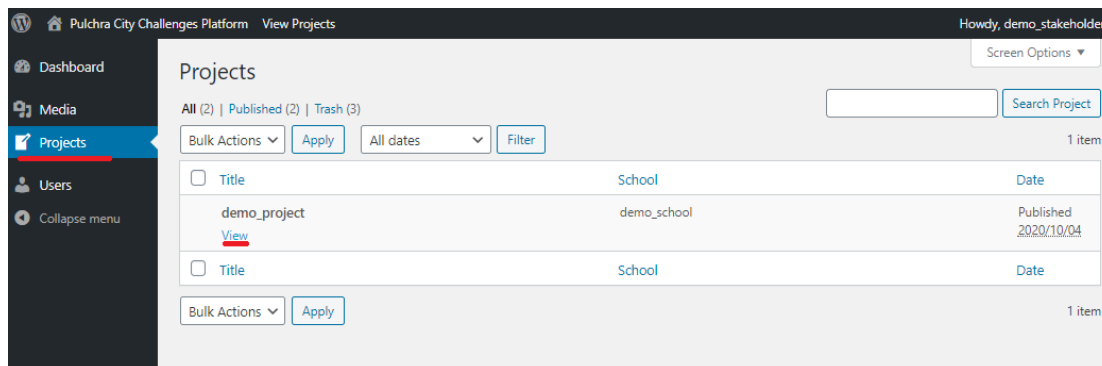 Pulchra City Challenges Platform View Projects Howdy, demo_stakeholder
Screen Options ▼
Dashboard
Media
Projects
Users
Collapse menu
Projects
All (2) | Published (2) | Trash (3)
Search Project
Bulk Actions Apply All dates Filter 1 item
Title School Date
demo_project demo_school Published
View 2020/10/04
Title School Date
Bulk Actions Apply 1 item